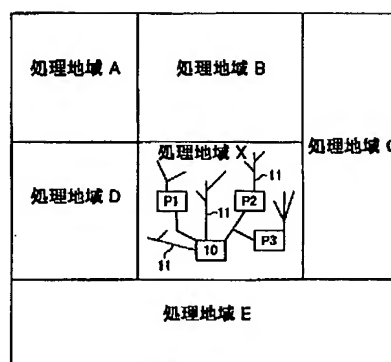 処理地域 A
処理地域 B
処理地域 C
処理地域 X
処理地域 D
P1
11
P2
11
11
10
P3
処理地域 E